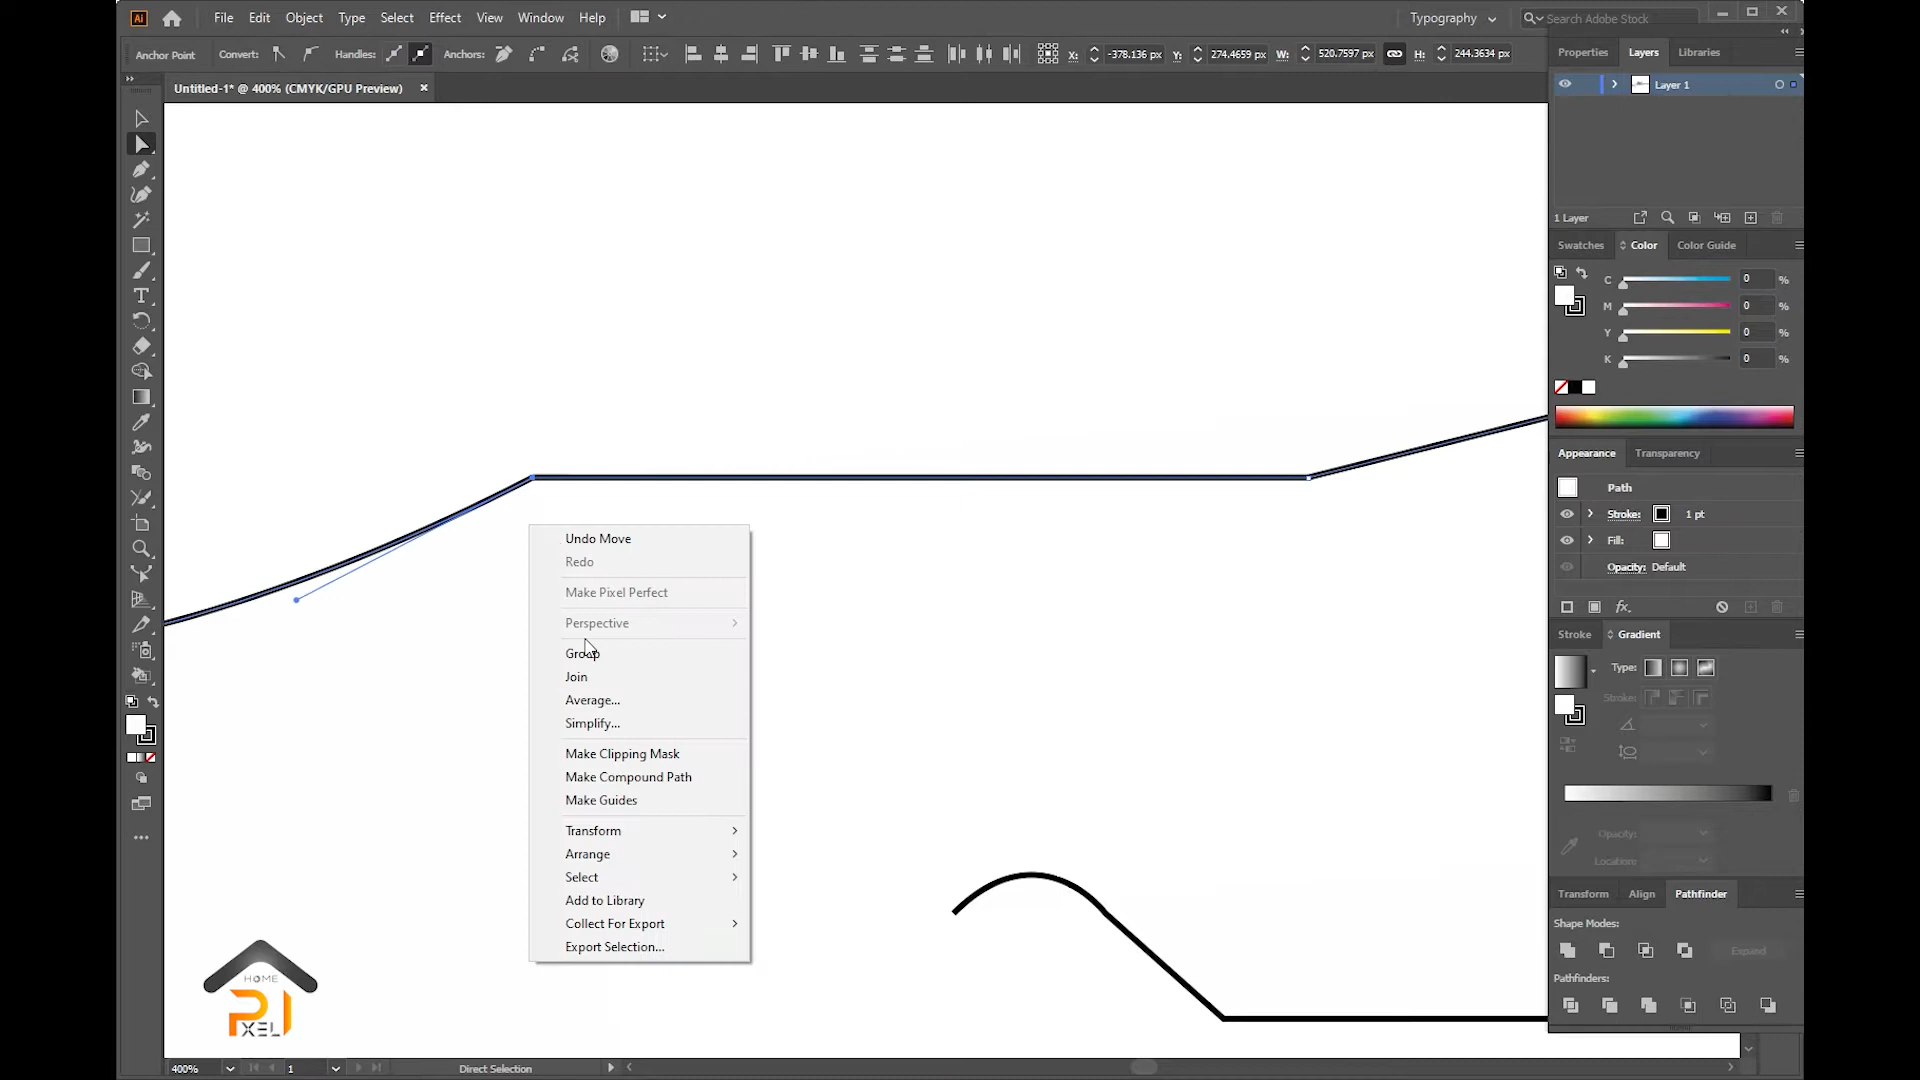 Ai File Edit Object Type Select Effect View Window Help Typography Search Adobe Stock
Anchor Point Convert: Handles: Anchors: X: -378.136 px Y: 274.4659 px W: 520.7597 px H: 244.3634 px
Untitled-1* @ 400% (CMYK/GPU Preview)
Properties Layers Libraries
Layer 1
1 Layer
Swatches Color Color Guide
C 0 %
M 0 %
Y 0 %
K 0 %
Appearance Transparency
Path
Stroke: 1 pt
Fill:
Opacity: Default
fx.
Stroke Gradient
Type:
Stroke:
Opacity:
Location:
Transform Align Pathfinder
Shape Modes:
Expand
Pathfinders:
Undo Move
Redo
Make Pixel Perfect
Perspective
Group
Join
Average...
Simplify...
Make Clipping Mask
Make Compound Path
Make Guides
Transform
Arrange
Select
Add to Library
Collect For Export
Export Selection...
HOME
PI
XEL
400% 1 Direct Selection